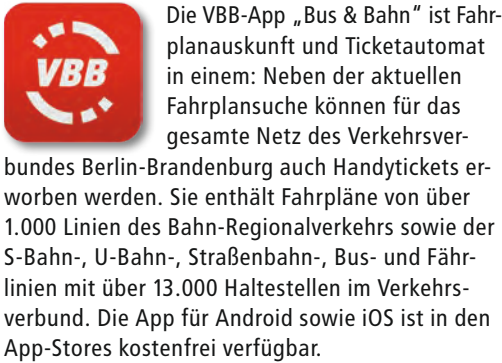 VBB
Die VBB-App „Bus & Bahn“ ist Fahr-
planauskunft und Ticketautomat
in einem: Neben der aktuellen
Fahrplansuche können für das
gesamte Netz des Verkehrsver-
bundes Berlin-Brandenburg auch Handytickets er-
worben werden. Sie enthält Fahrpläne von über
1.000 Linien des Bahn-Regionalverkehrs sowie der
S-Bahn-, U-Bahn-, Straßenbahn-, Bus- und Fähr-
linien mit über 13.000 Haltestellen im Verkehrs-
verbund. Die App für Android sowie iOS ist in den
App-Stores kostenfrei verfügbar.